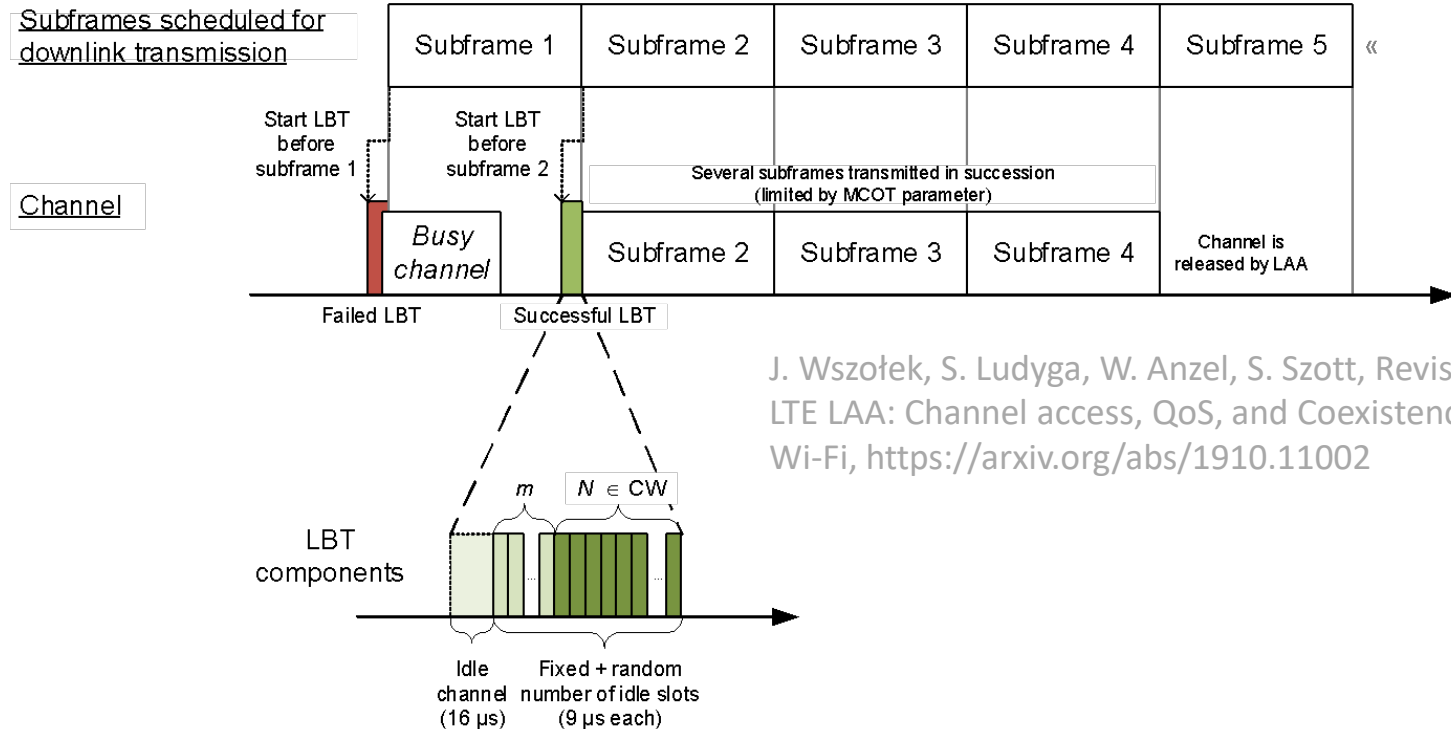 Subframes scheduled for
downlink transmission
Subframe 1
Subframe 2
Subframe 3
Subframe 4
Subframe 5
«
Start LBT
before
subframe 1
Start LBT
before
subframe 2
Several subframes transmitted in succession
(limited by MCOT parameter)
Channel
Busy
channel
Subframe 2
Subframe 3
Subframe 4
Channel is
released by LAA
Failed LBT
Successful LBT
J. Wszołek, S. Ludyga, W. Anzel, S. Szott, Revis
LTE LAA: Channel access, QoS, and Coexistenc
Wi-Fi, https://arxiv.org/abs/1910.11002
m
N ∈ CW
LBT
components
...
...
Idle
channel
(16 µs)
Fixed + random
number of idle slots
(9 µs each)